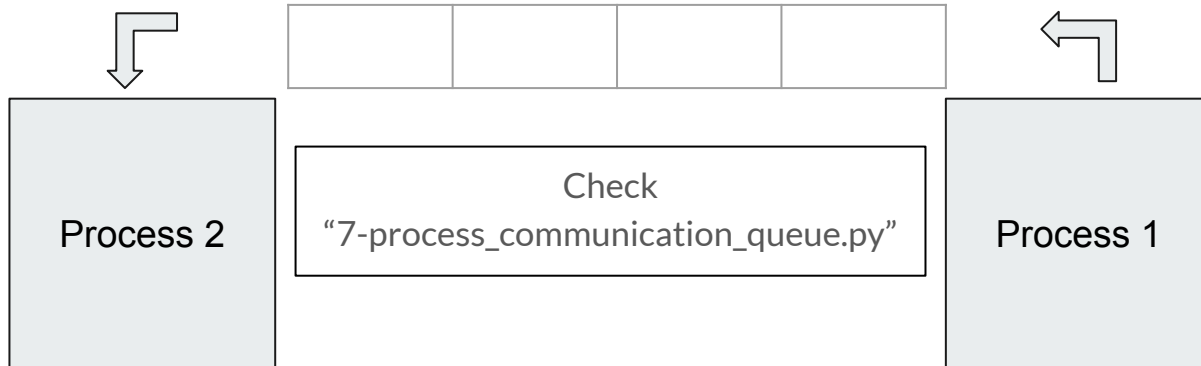 Process 2
Check
“7-process_communication_queue.py”
Process 1